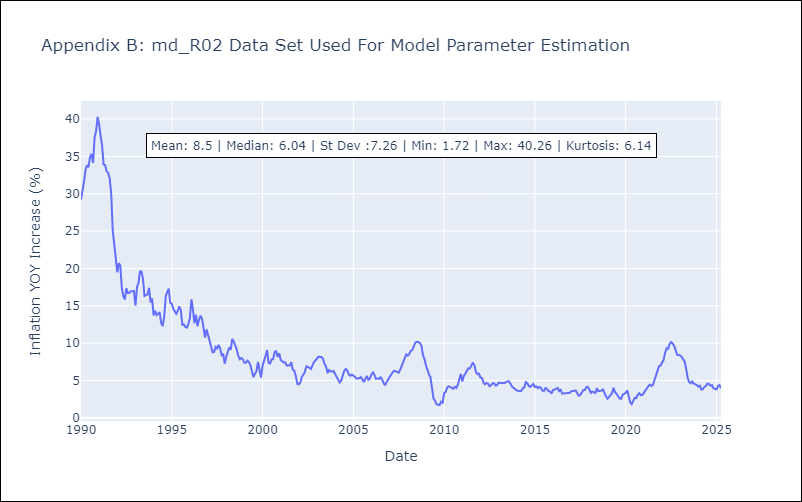 Appendix B: md_R02 Data Set Used For Model Parameter Estimation
Mean: 8.5 | Median: 6.04 | St Dev :7.26 | Min: 1.72 | Max: 40.26 | Kurtosis: 6.14
Inflation YOY Increase (%)
40
35
30
25
20
15
10
5
0
1990 1995 2000 2005 2010 2015 2020 2025
Date